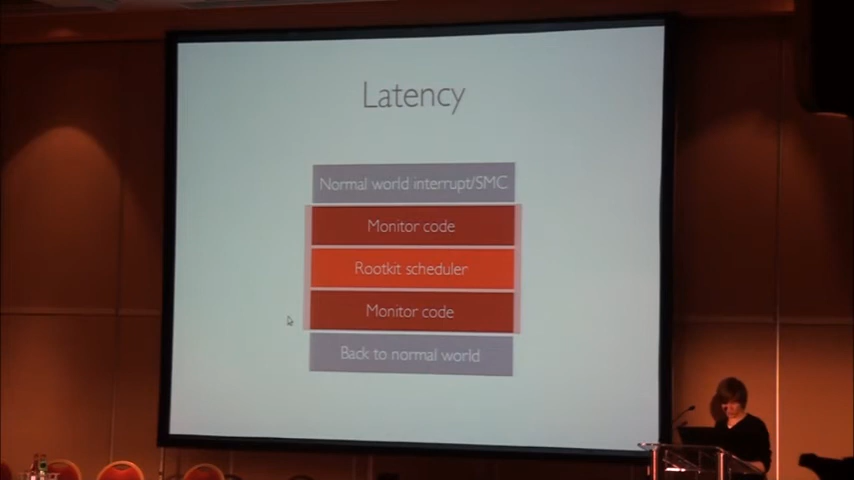 Latency
Normal world interrupt/SMC
Monitor code
Rootkit scheduler
Monitor code
Back to normal world